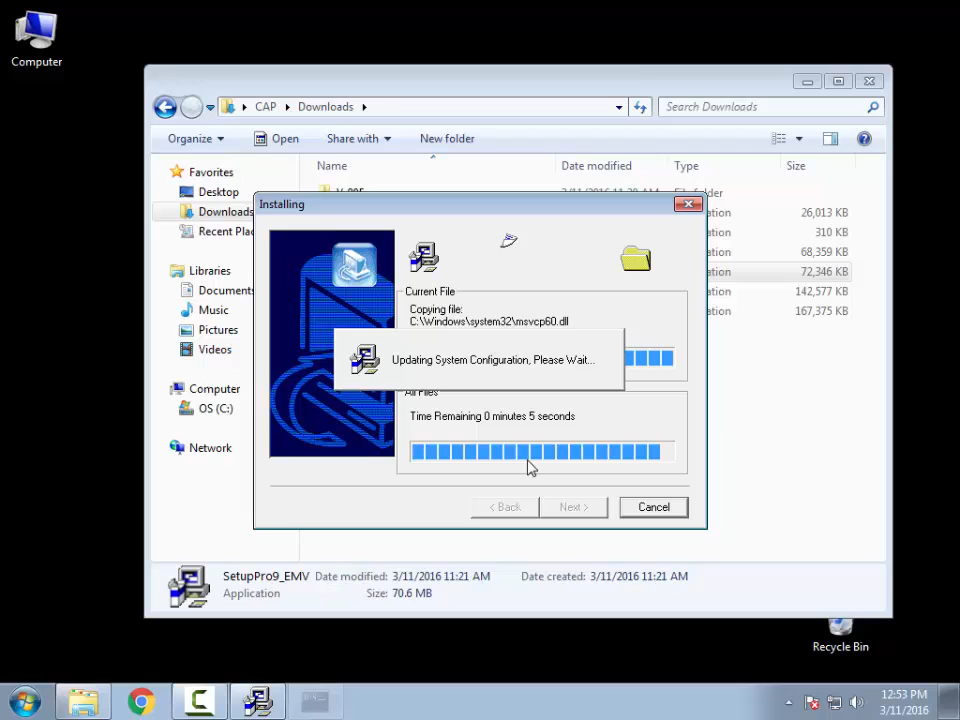 Computer
CAP
Downloads
Search Downloads
Organize
Open
Share with
New folder
Name
Date modified
Type
Size
Favorites
Desktop
Downloads
Recent Plac
Libraries
Documents
Music
Pictures
Videos
Computer
OS (C:)
Network
26,013 KB
310 KB
68,359 KB
72,346 KB
142,577 KB
167,375 KB
Installing
Current File
Copying file:
C:\Windows\system32\msvcp60.dll
Updating System Configuration, Please Wait...
All Files
Time Remaining 0 minutes 5 seconds
< Back
Next >
Cancel
SetupPro9_EMV
Date modified: 3/11/2016 11:21 AM
Date created: 3/11/2016 11:21 AM
Application
Size: 70.6 MB
Recycle Bin
12:53 PM
3/11/2016